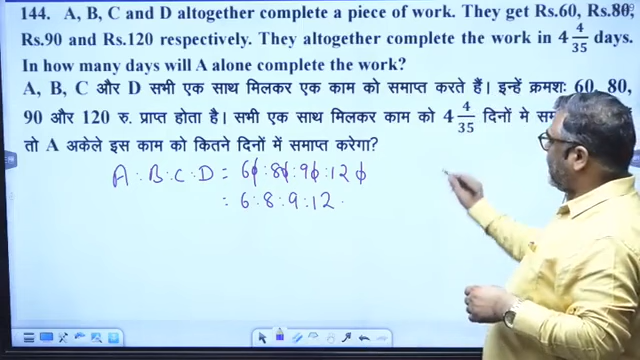 144. A, B, C and D altogether complete a piece of work. They get Rs.60, Rs.80,
Rs.90 and Rs.120 respectively. They altogether complete the work in 4 4/35 days.
In how many days will A alone complete the work?
A, B, C और D सभी एक साथ मिलकर एक काम को समाप्त करते हैं। इन्हें क्रमशः 60, 80,
90 और 120 रु. प्राप्त होता है। सभी एक साथ मिलकर काम को 4 4/35 दिनों मे
तो A अकेले इस काम को कितने दिनों में समाप्त करेगा?
A : B : C : D = 60 : 80 : 90 : 120
= 6 : 8 : 9 : 12